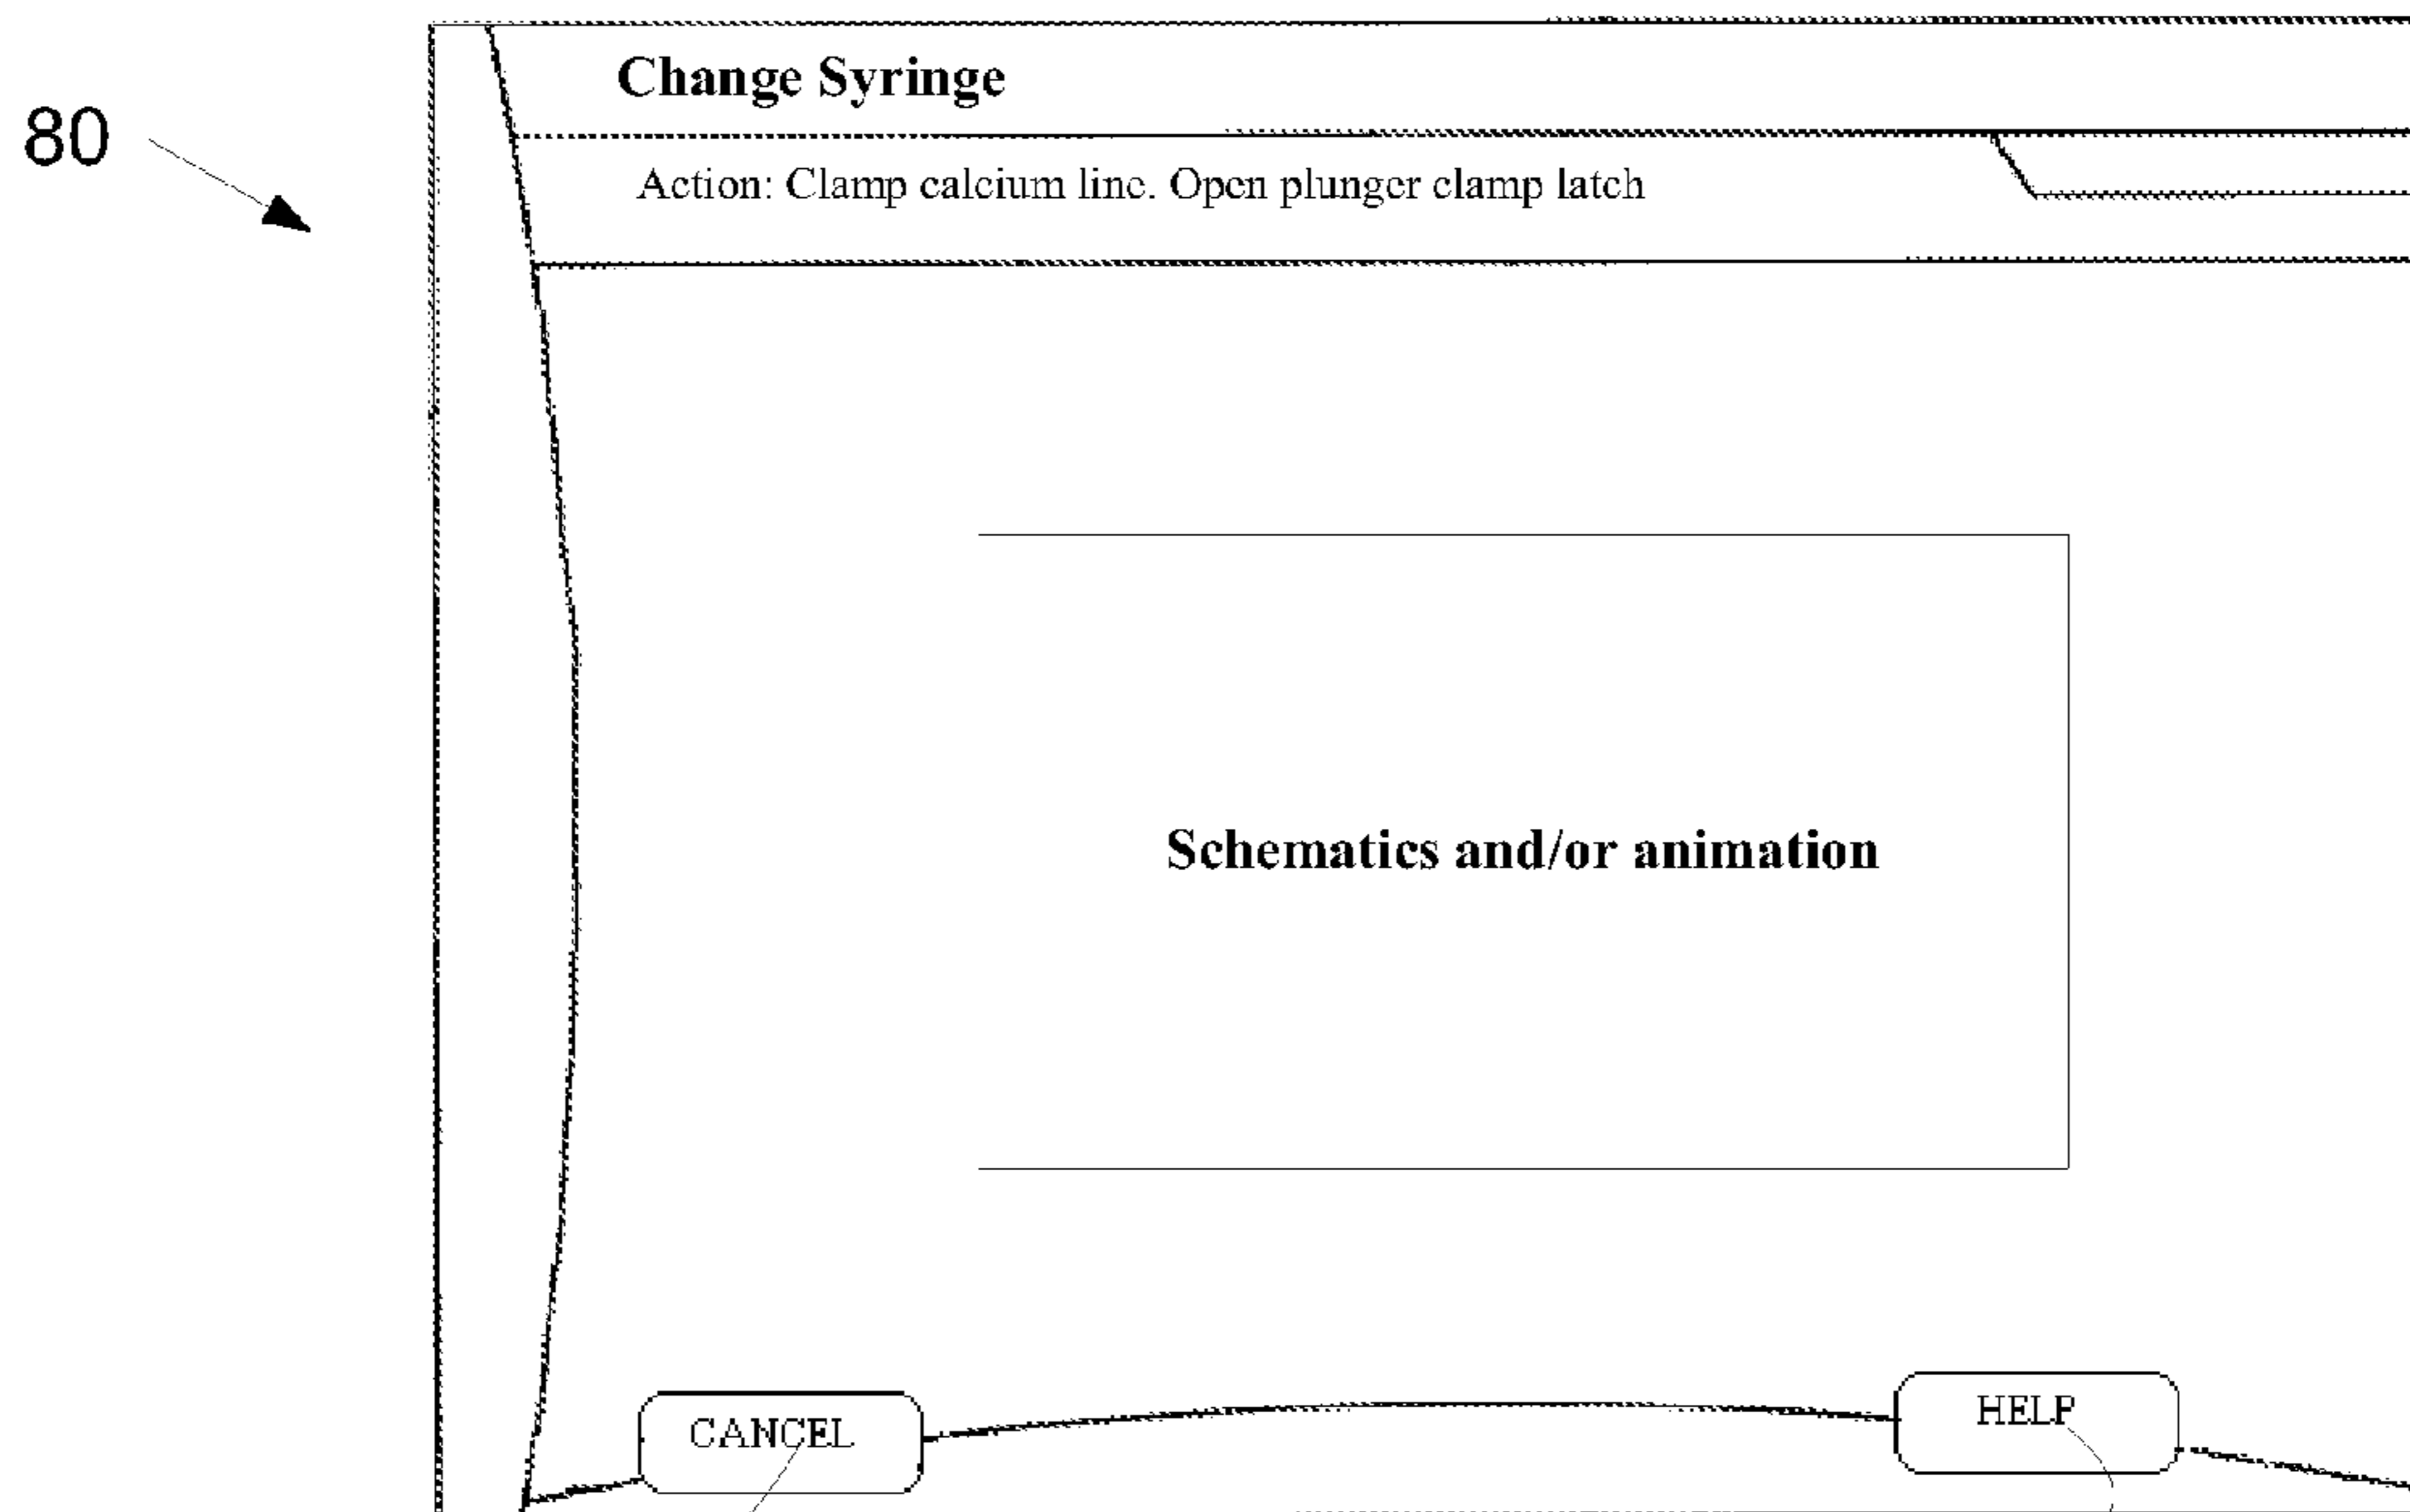 Change Syringe
80
Action: Clamp calcium line. Open plunger clamp latch
Schematics and/or animation
CANCEL
HELP